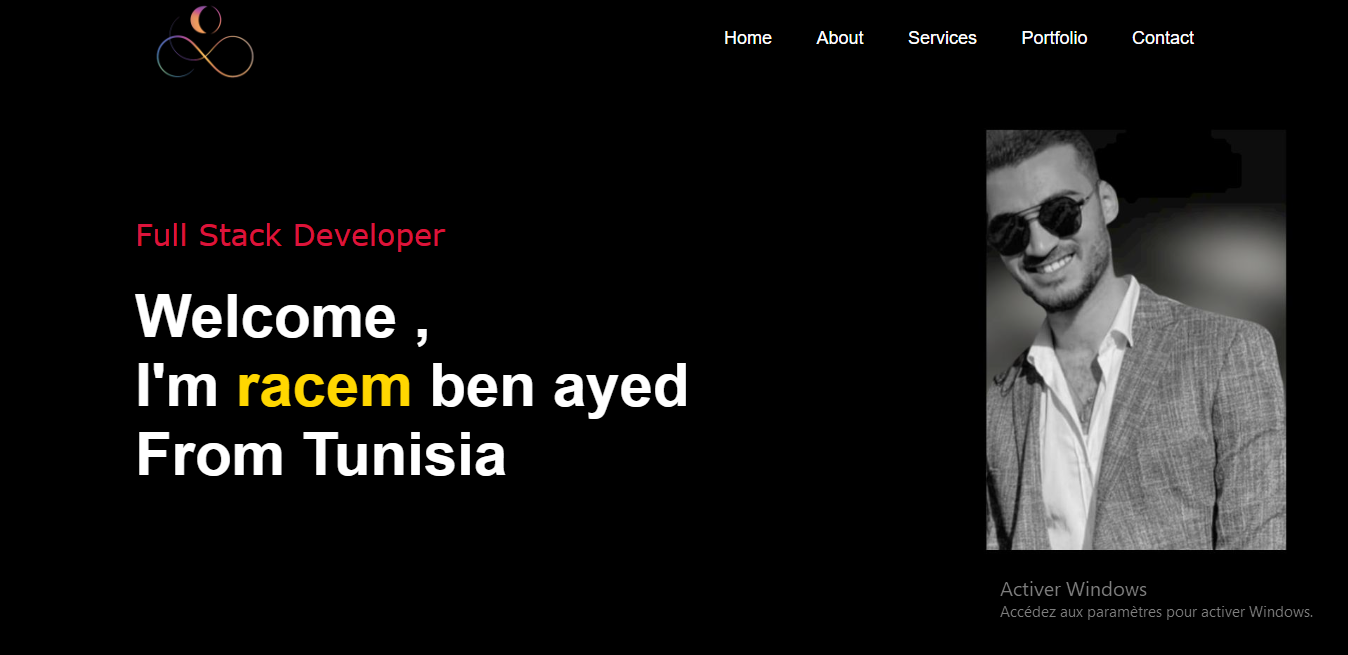 Home About Services Portfolio Contact
Full Stack Developer
Welcome ,
I'm racem ben ayed
From Tunisia
Activer Windows
Accédez aux paramètres pour activer Windows.